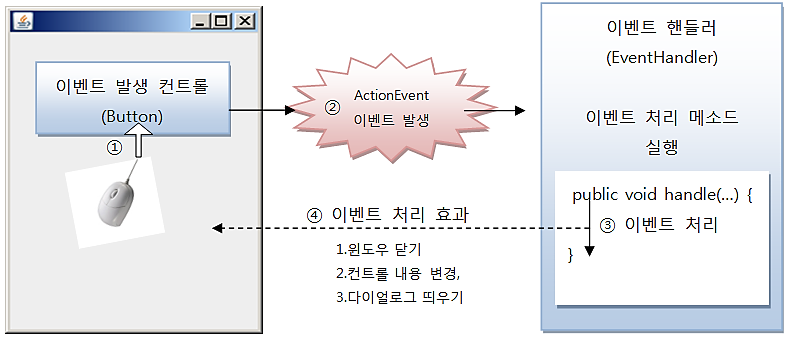 이벤트 발생 컨트롤
(Button)
①
② ActionEvent
이벤트 발생
이벤트 핸들러
(EventHandler)
이벤트 처리 메소드
실행
public void handle(...) {
③ 이벤트 처리
}
④ 이벤트 처리 효과
1.윈도우 닫기
2.컨트롤 내용 변경,
3.다이얼로그 띄우기